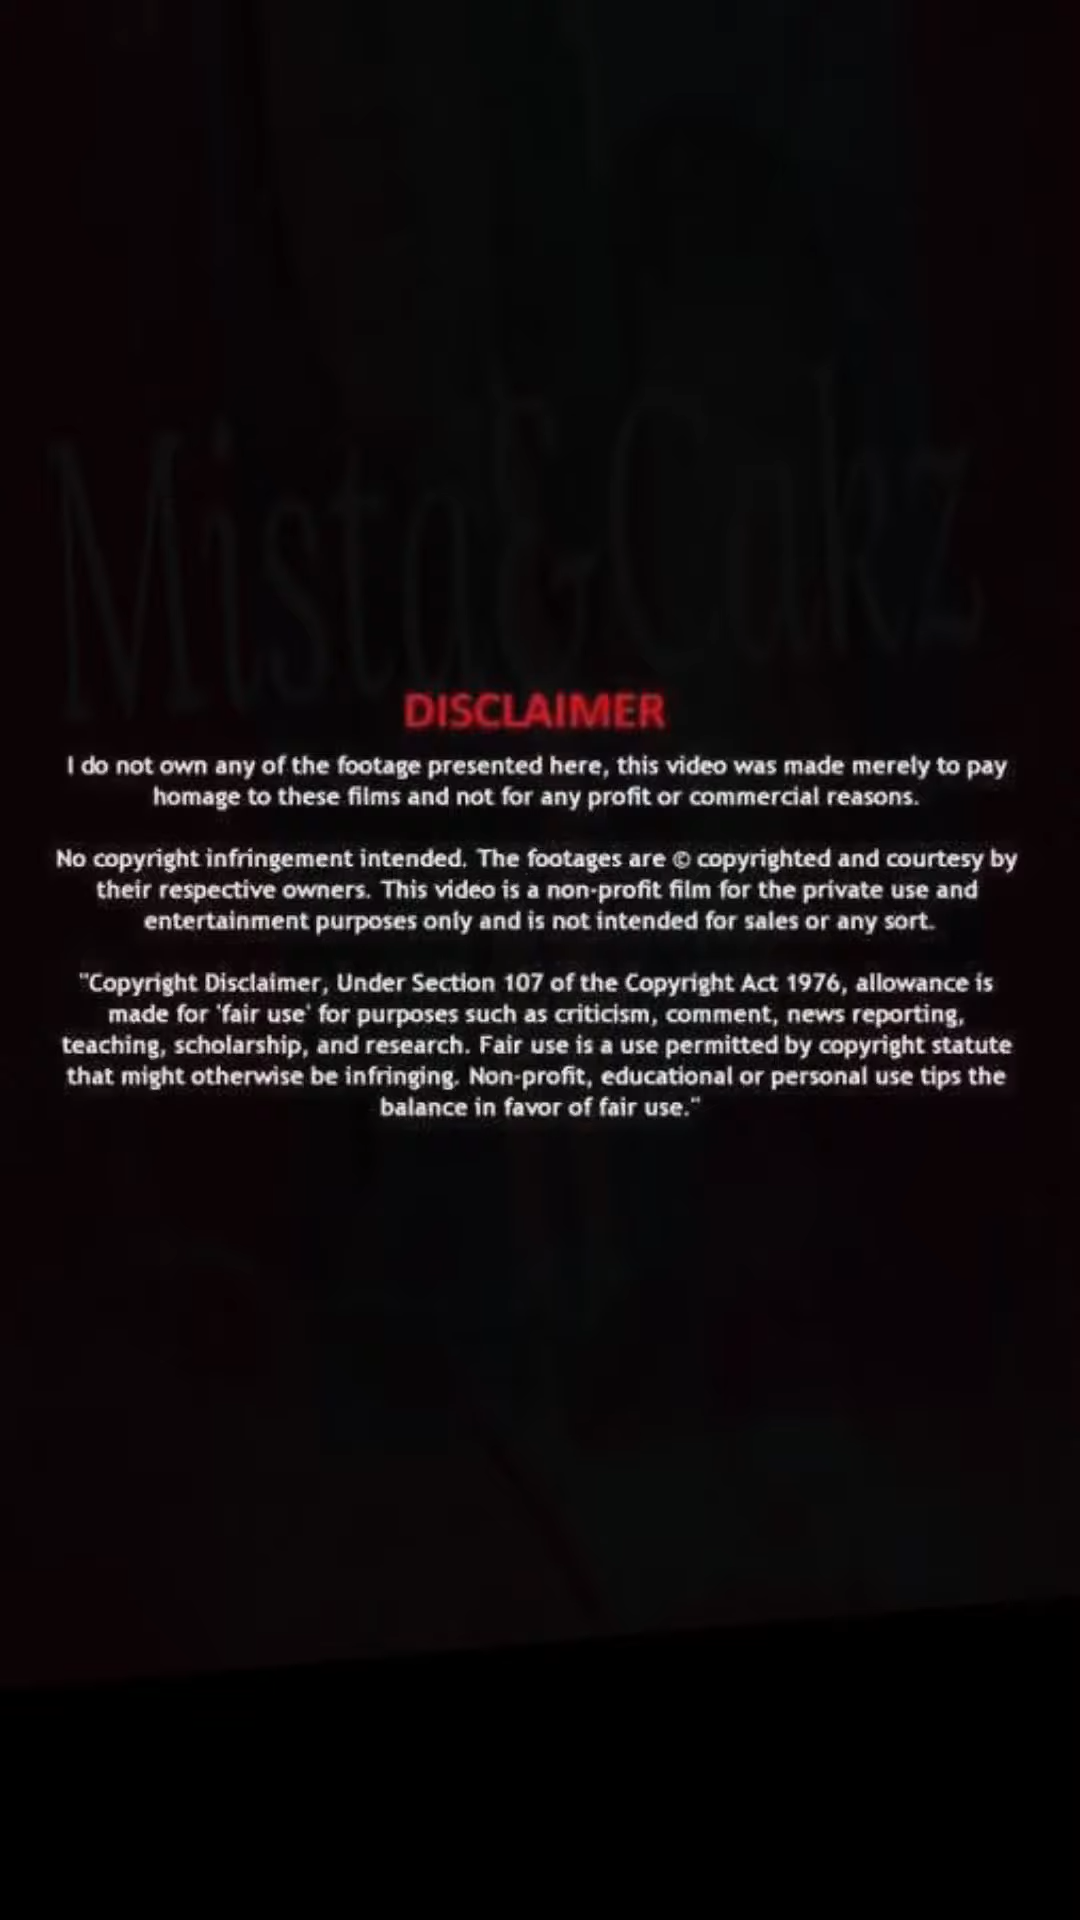 Mista&Cakz
DISCLAIMER
I do not own any of the footage presented here, this video was made merely to pay
homage to these films and not for any profit or commercial reasons.
No copyright infringement intended. The footages are © copyrighted and courtesy by
their respective owners. This video is a non-profit film for the private use and
entertainment purposes only and is not intended for sales or any sort.
"Copyright Disclaimer, Under Section 107 of the Copyright Act 1976, allowance is
made for 'fair use' for purposes such as criticism, comment, news reporting,
teaching, scholarship, and research. Fair use is a use permitted by copyright statute
that might otherwise be infringing. Non-profit, educational or personal use tips the
balance in favor of fair use."